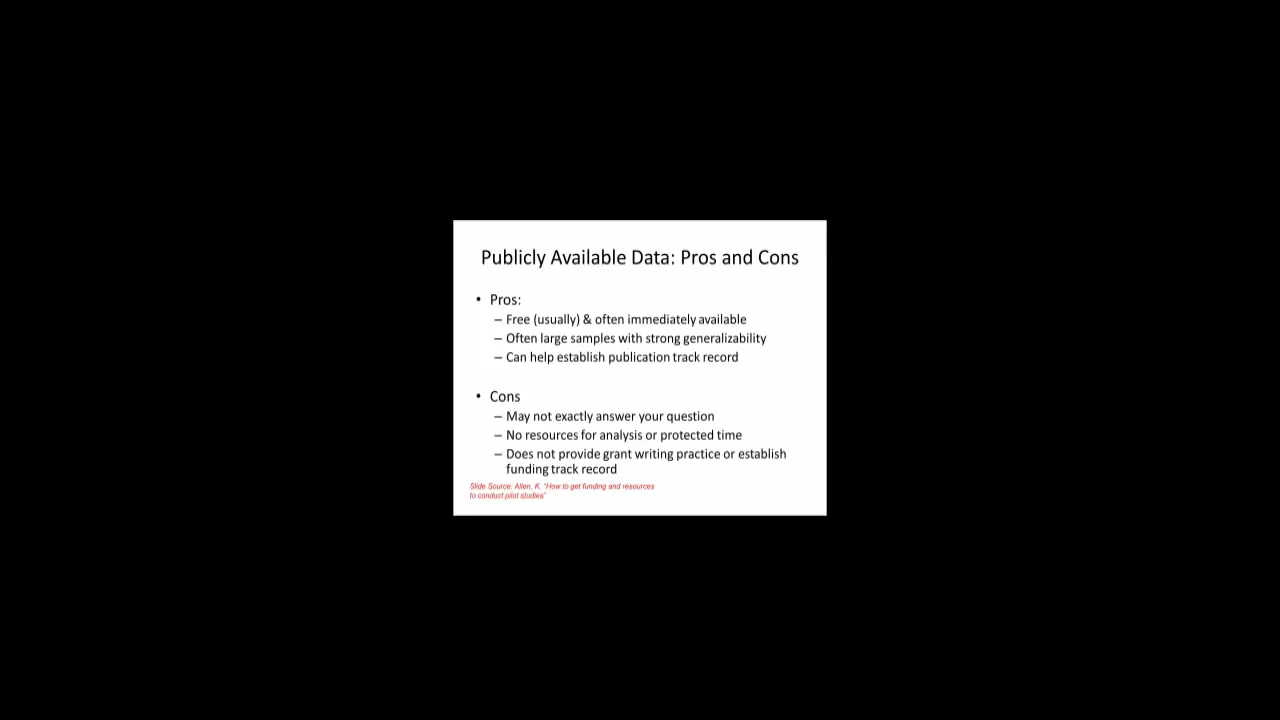 Publicly Available Data: Pros and Cons
• Pros:
– Free (usually) & often immediately available
– Often large samples with strong generalizability
– Can help establish publication track record
• Cons
– May not exactly answer your question
– No resources for analysis or protected time
– Does not provide grant writing practice or establish
funding track record
Slide Source: Allen, K. "How to get funding and resources
to conduct pilot studies"